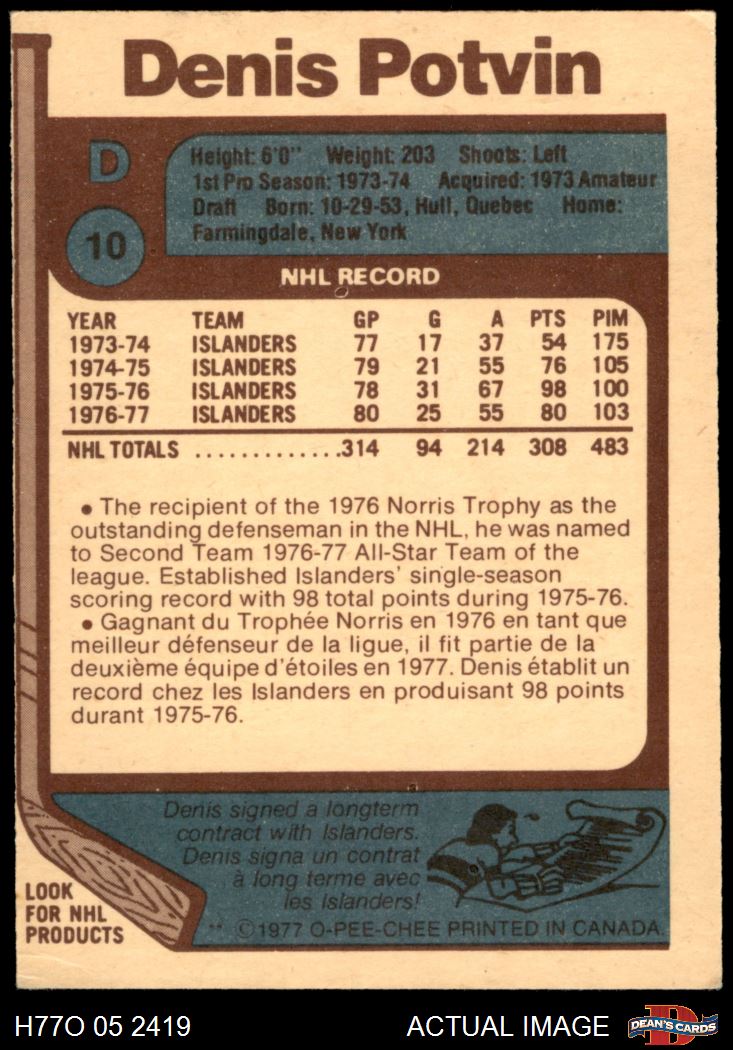 Denis Potvin
D
10
Height: 6'0" Weight: 203 Shoots: Left
1st Pro Season: 1973-74 Acquired: 1973 Amateur
Draft Born: 10-29-53, Hull, Quebec Home:
Farmingdale, New York
NHL RECORD
YEAR TEAM GP G A PTS PIM
1973-74 ISLANDERS 77 17 37 54 175
1974-75 ISLANDERS 79 21 55 76 105
1975-76 ISLANDERS 78 31 67 98 100
1976-77 ISLANDERS 80 25 55 80 103
NHL TOTALS .............314 94 214 308 483
• The recipient of the 1976 Norris Trophy as the
outstanding defenseman in the NHL, he was named
to Second Team 1976-77 All-Star Team of the
league. Established Islanders' single-season
scoring record with 98 total points during 1975-76.
• Gagnant du Trophée Norris en 1976 en tant que
meilleur défenseur de la ligue, il fit partie de la
deuxième équipe d'étoiles en 1977. Denis établit un
record chez les Islanders en produisant 98 points
durant 1975-76.
Denis signed a longterm
contract with Islanders.
Denis signa un contrat
à long terme avec
les Islanders!
LOOK
FOR NHL
PRODUCTS
** ©1977 O-PEE-CHEE PRINTED IN CANADA.
H77O 05 2419
ACTUAL IMAGE
DEAN'S CARDS